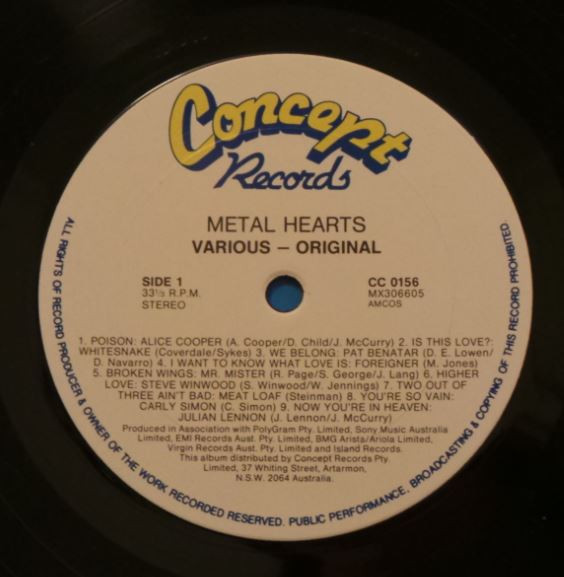 Concept
Records
METAL HEARTS
VARIOUS – ORIGINAL
SIDE 1
33⅓ R.P.M.
STEREO
CC 0156
MX306605
AMCOS
1. POISON: ALICE COOPER (A. Cooper/D. Child/J. McCurry) 2. IS THIS LOVE?:
WHITESNAKE (Coverdale/Sykes) 3. WE BELONG: PAT BENATAR (D. E. Lowen/
D. Navarro) 4. I WANT TO KNOW WHAT LOVE IS: FOREIGNER (M. Jones)
5. BROKEN WINGS: MR. MISTER (R. Page/S. George/J. Lang) 6. HIGHER
LOVE: STEVE WINWOOD (S. Winwood/W. Jennings) 7. TWO OUT OF
THREE AIN'T BAD: MEAT LOAF (Steinman) 8. YOU'RE SO VAIN:
CARLY SIMON (C. Simon) 9. NOW YOU'RE IN HEAVEN:
JULIAN LENNON (J. Lennon/J. McCurry)
Produced in Association with PolyGram Pty. Limited, Sony Music Australia
Limited, EMI Records Aust. Pty. Limited, BMG Arista/Ariola Limited,
Virgin Records Aust. Pty. Limited and Island Records.
This album distributed by Concept Records Pty.
Limited, 37 Whiting Street, Artarmon,
N.S.W. 2064 Australia.
ALL RIGHTS OF RECORD PRODUCER & OWNER OF THE WORK RECORDED RESERVED. PUBLIC PERFORMANCE, BROADCASTING & COPYING OF THIS RECORD PROHIBITED.